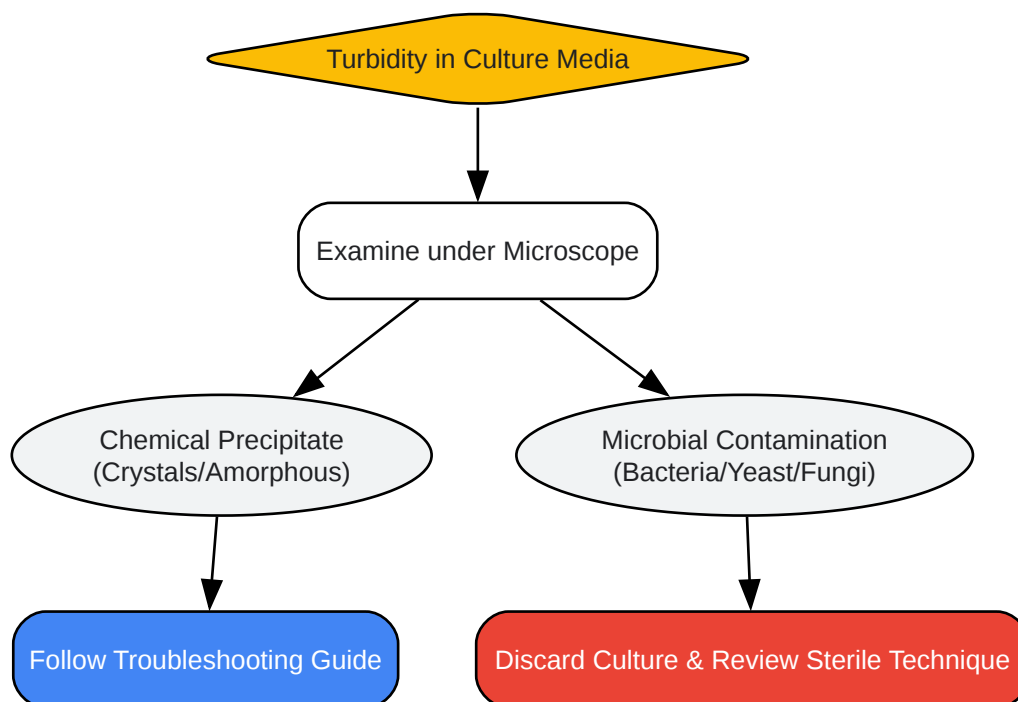 Turbidity in Culture Media
Examine under Microscope
Chemical Precipitate
(Crystals/Amorphous)
Microbial Contamination
(Bacteria/Yeast/Fungi)
Follow Troubleshooting Guide
Discard Culture & Review Sterile Technique